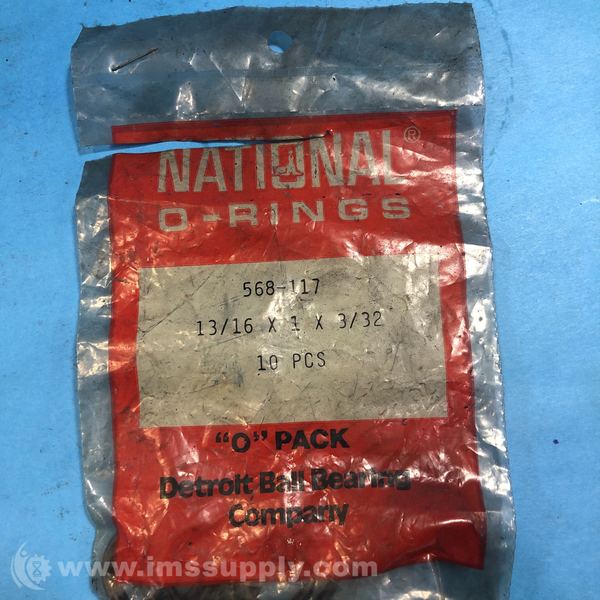 NATIONAL®
O-RINGS
568-117
13/16 X 1 X 3/32
10 PCS
"O" PACK
Detroit Ball Bearing
Company
www.imssupply.com